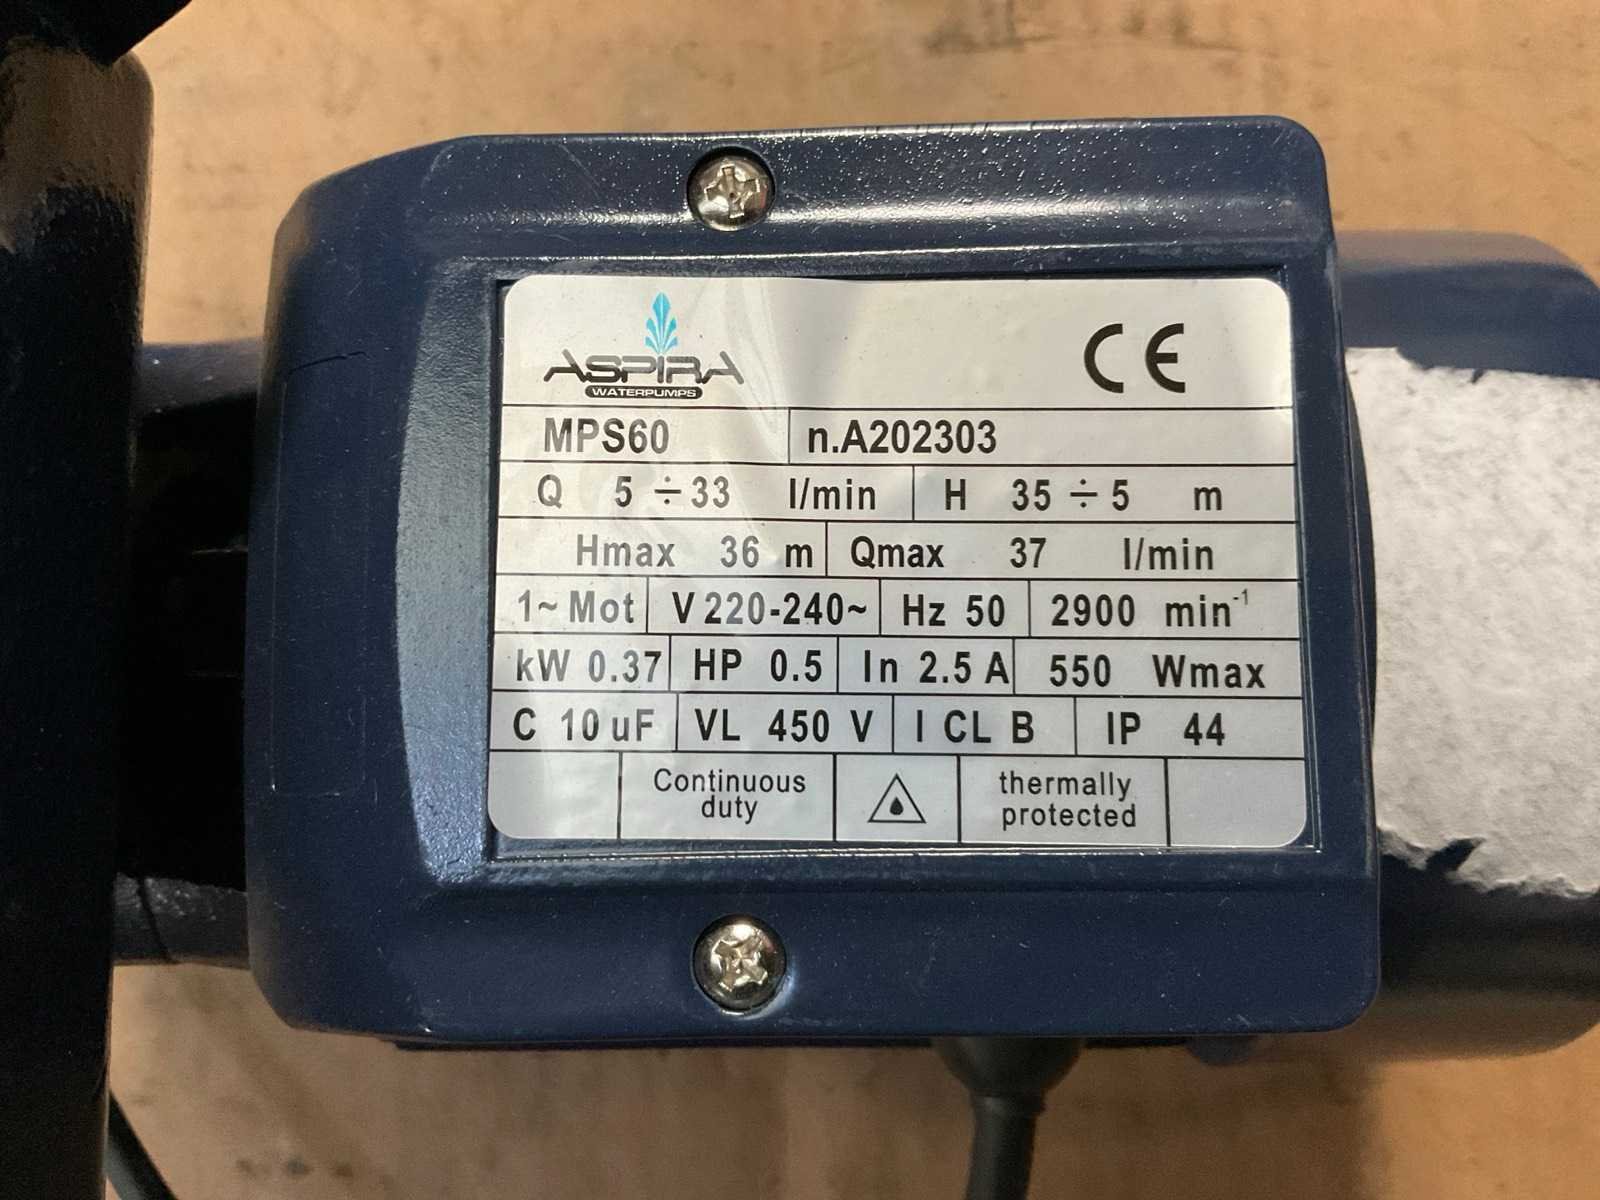 ASPIRA
WATERPUMPS
CE
MPS60 n.A202303
Q 5 ÷ 33 l/min H 35 ÷ 5 m
Hmax 36 m Qmax 37 l/min
1~ Mot V 220-240~ Hz 50 2900 min⁻¹
kW 0.37 HP 0.5 In 2.5 A 550 Wmax
C 10 uF VL 450 V I CL B IP 44
Continuous
duty
thermally
protected